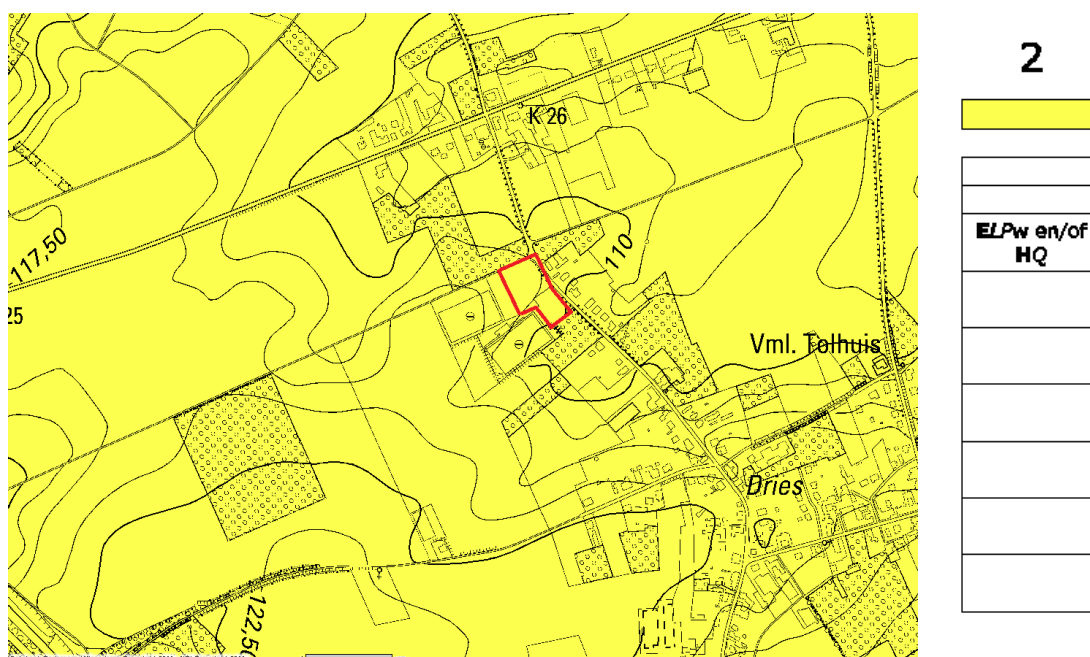 K 26
117,50
110
25
Vml. Tolhuis
Dries
122,50
2
ELPw en/of
HQ